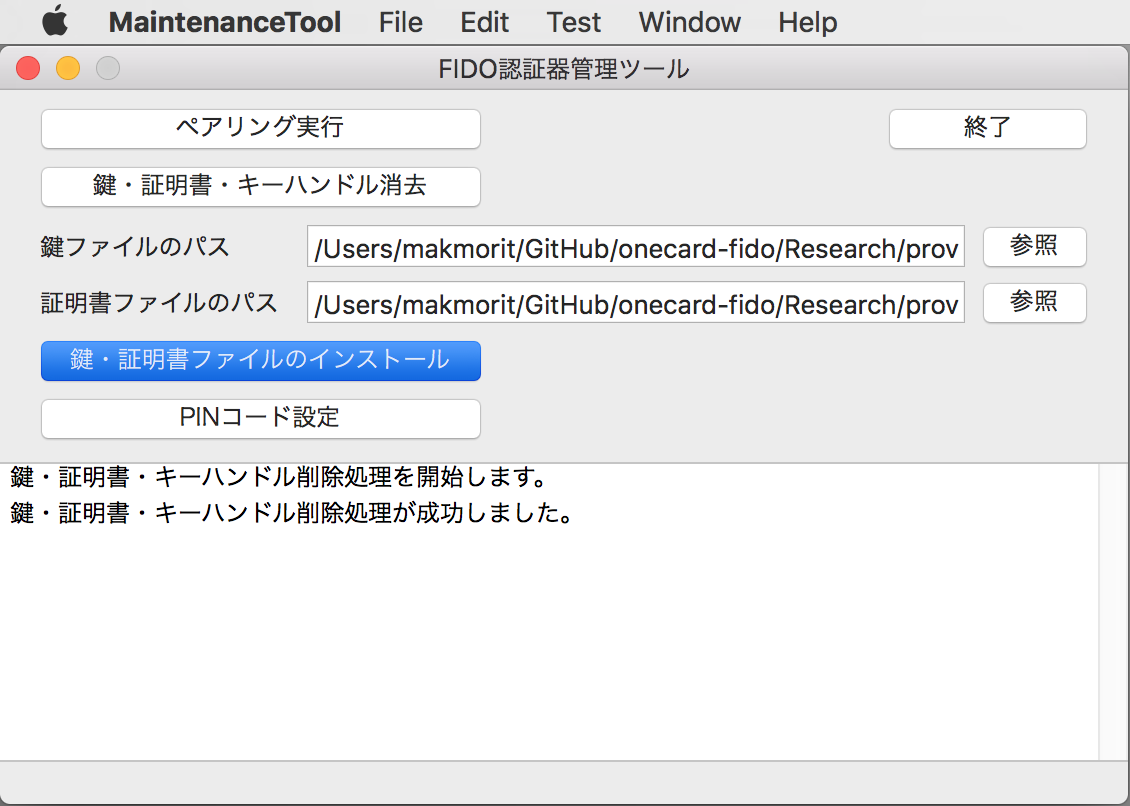 MaintenanceTool File Edit Test Window Help
FIDO認証器管理ツール
ペアリング実行
終了
鍵・証明書・キーハンドル消去
鍵ファイルのパス /Users/makmorit/GitHub/onecard-fido/Research/prov 参照
証明書ファイルのパス /Users/makmorit/GitHub/onecard-fido/Research/prov 参照
鍵・証明書ファイルのインストール
PINコード設定
鍵・証明書・キーハンドル削除処理を開始します。
鍵・証明書・キーハンドル削除処理が成功しました。